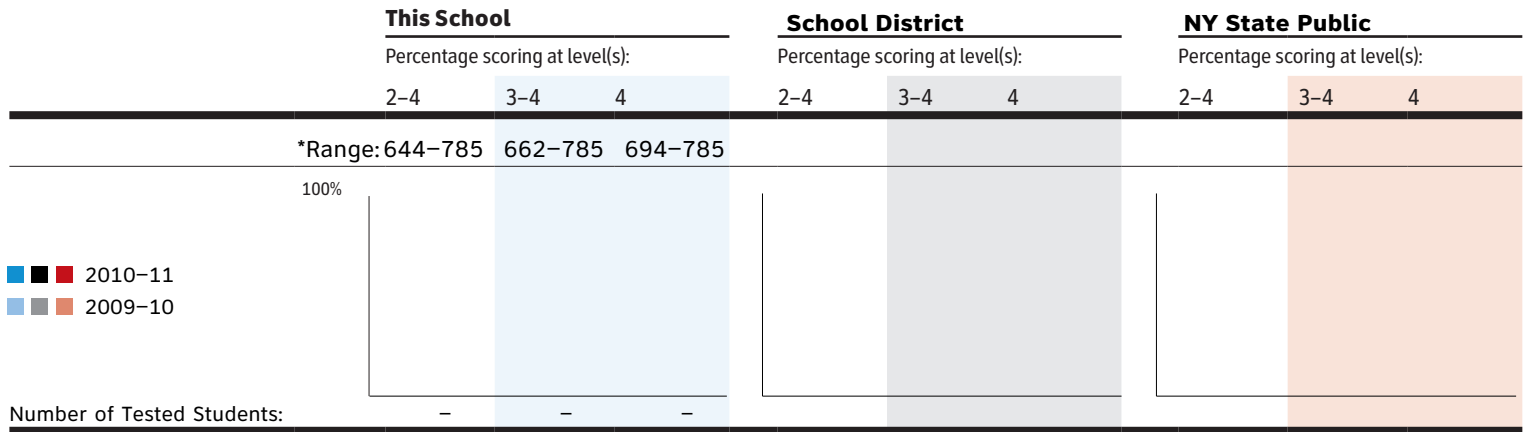 This School School District NY State Public
Percentage scoring at level(s): Percentage scoring at level(s): Percentage scoring at level(s):
2–4 3–4 4 2–4 3–4 4 2–4 3–4 4
*Range: 644–785 662–785 694–785
100%
2010–11
2009–10
Number of Tested Students: – – –